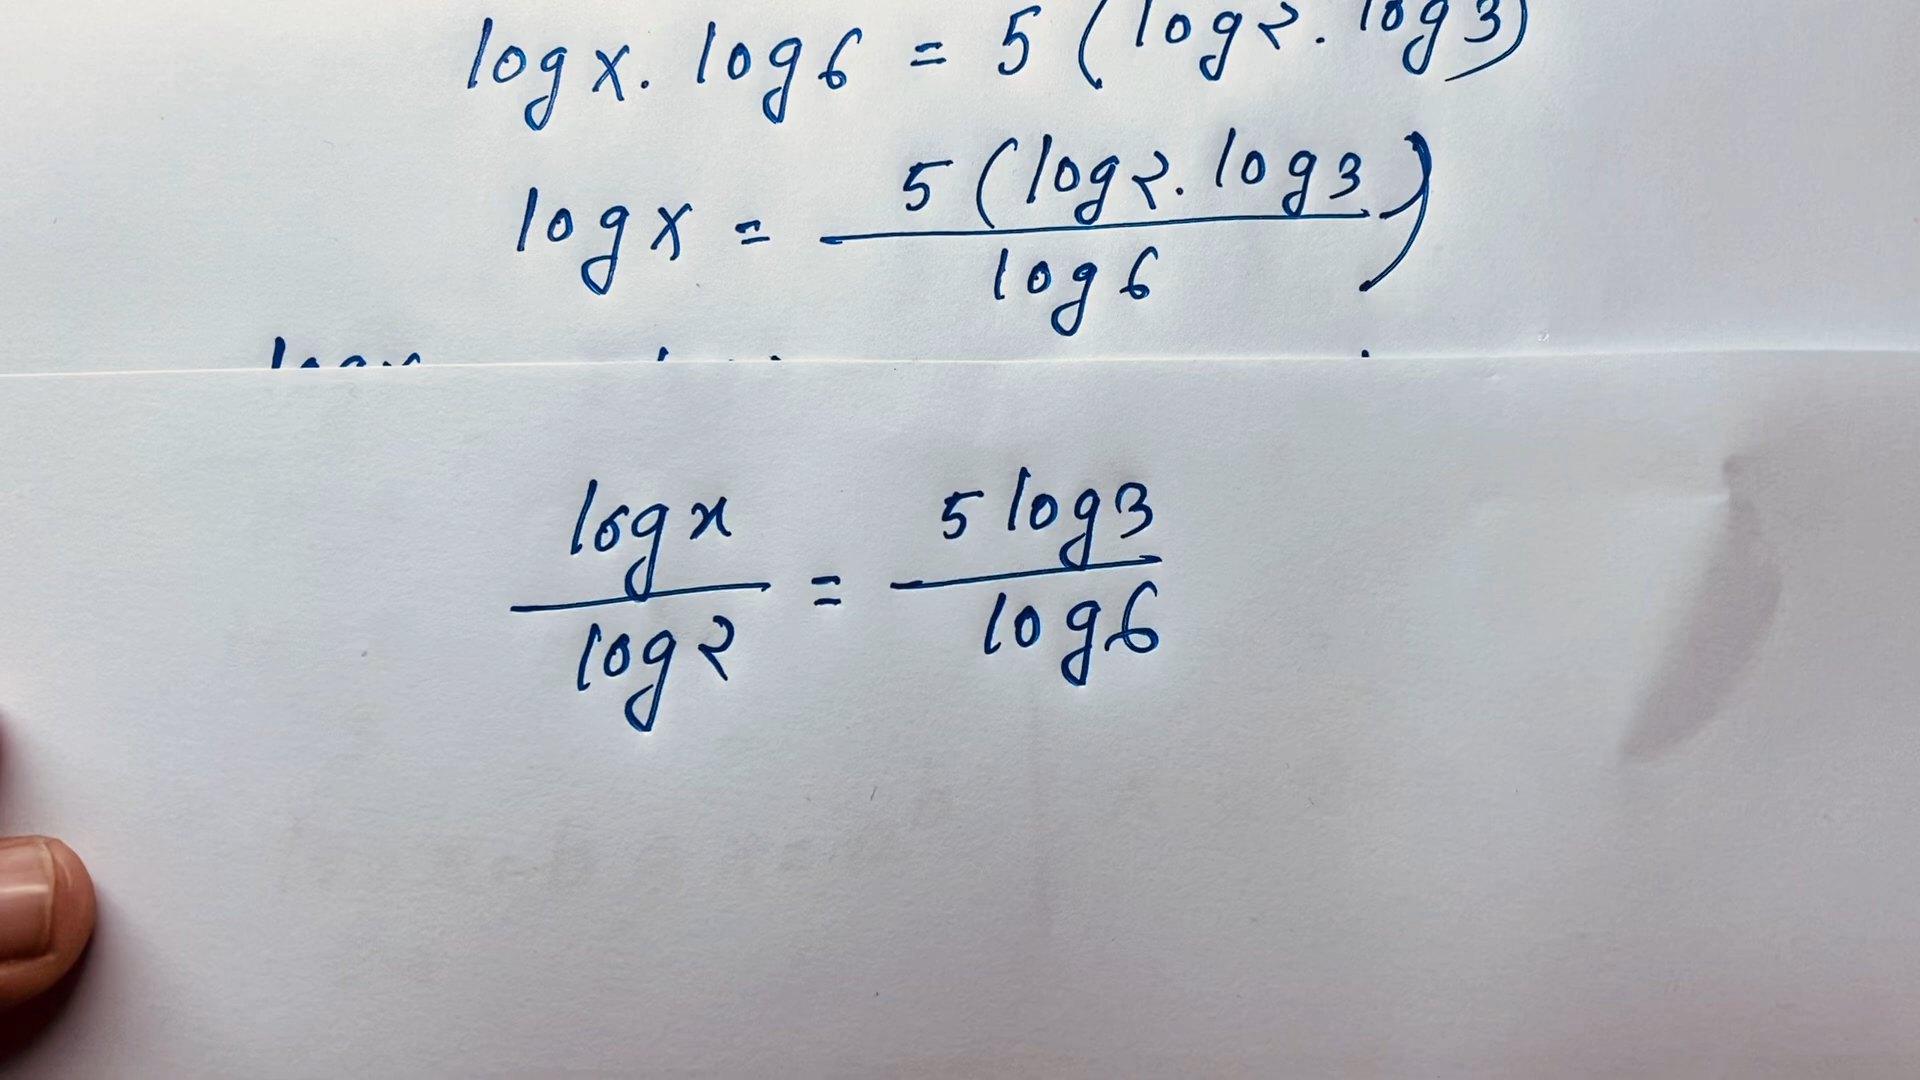 log x . log 6 = 5 ( log 2 . log 3 )
log x = 5 ( log 2 . log 3 ) / log 6
log x / log 2 = 5 log 3 / log 6